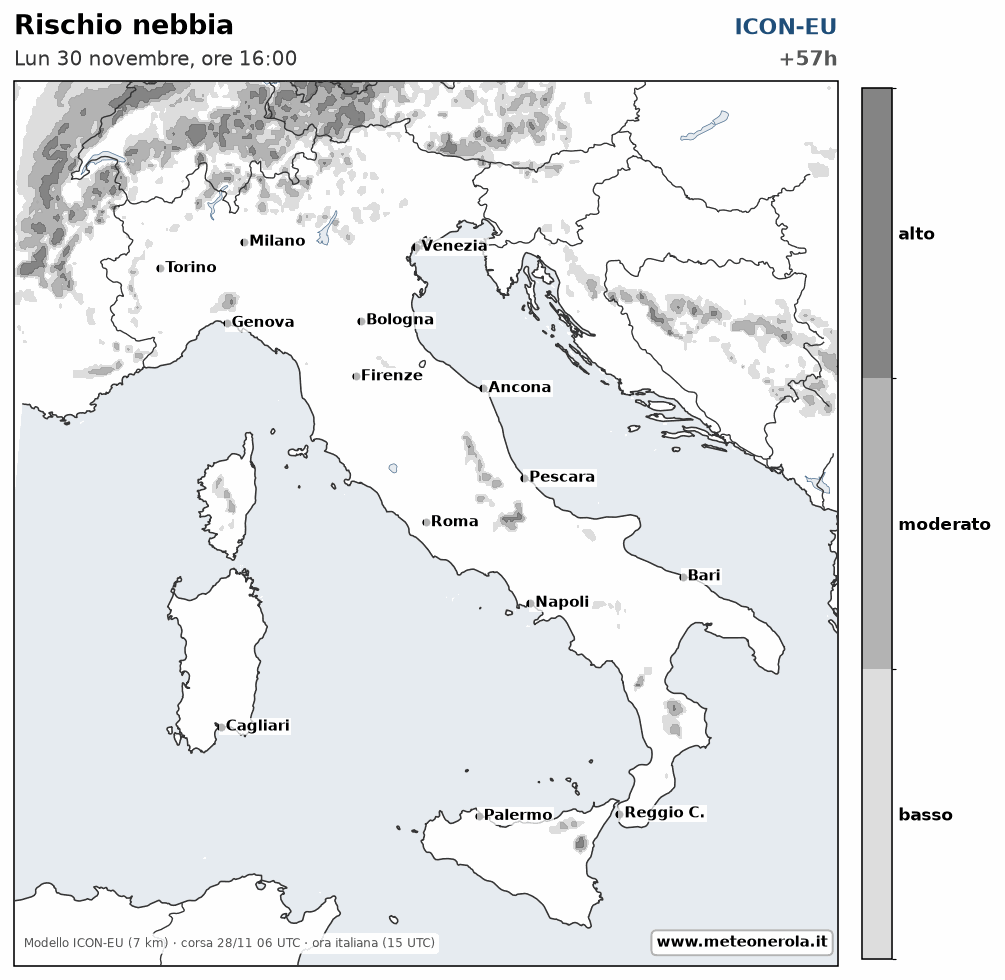 Rischio nebbia
ICON-EU
Lun 30 novembre, ore 16:00
+57h
alto
moderato
basso
Milano
Venezia
Torino
Genova
Bologna
Firenze
Ancona
Pescara
Roma
Bari
Napoli
Cagliari
Palermo
Reggio C.
Modello ICON-EU (7 km) · corsa 28/11 06 UTC · ora italiana (15 UTC)
www.meteonerola.it